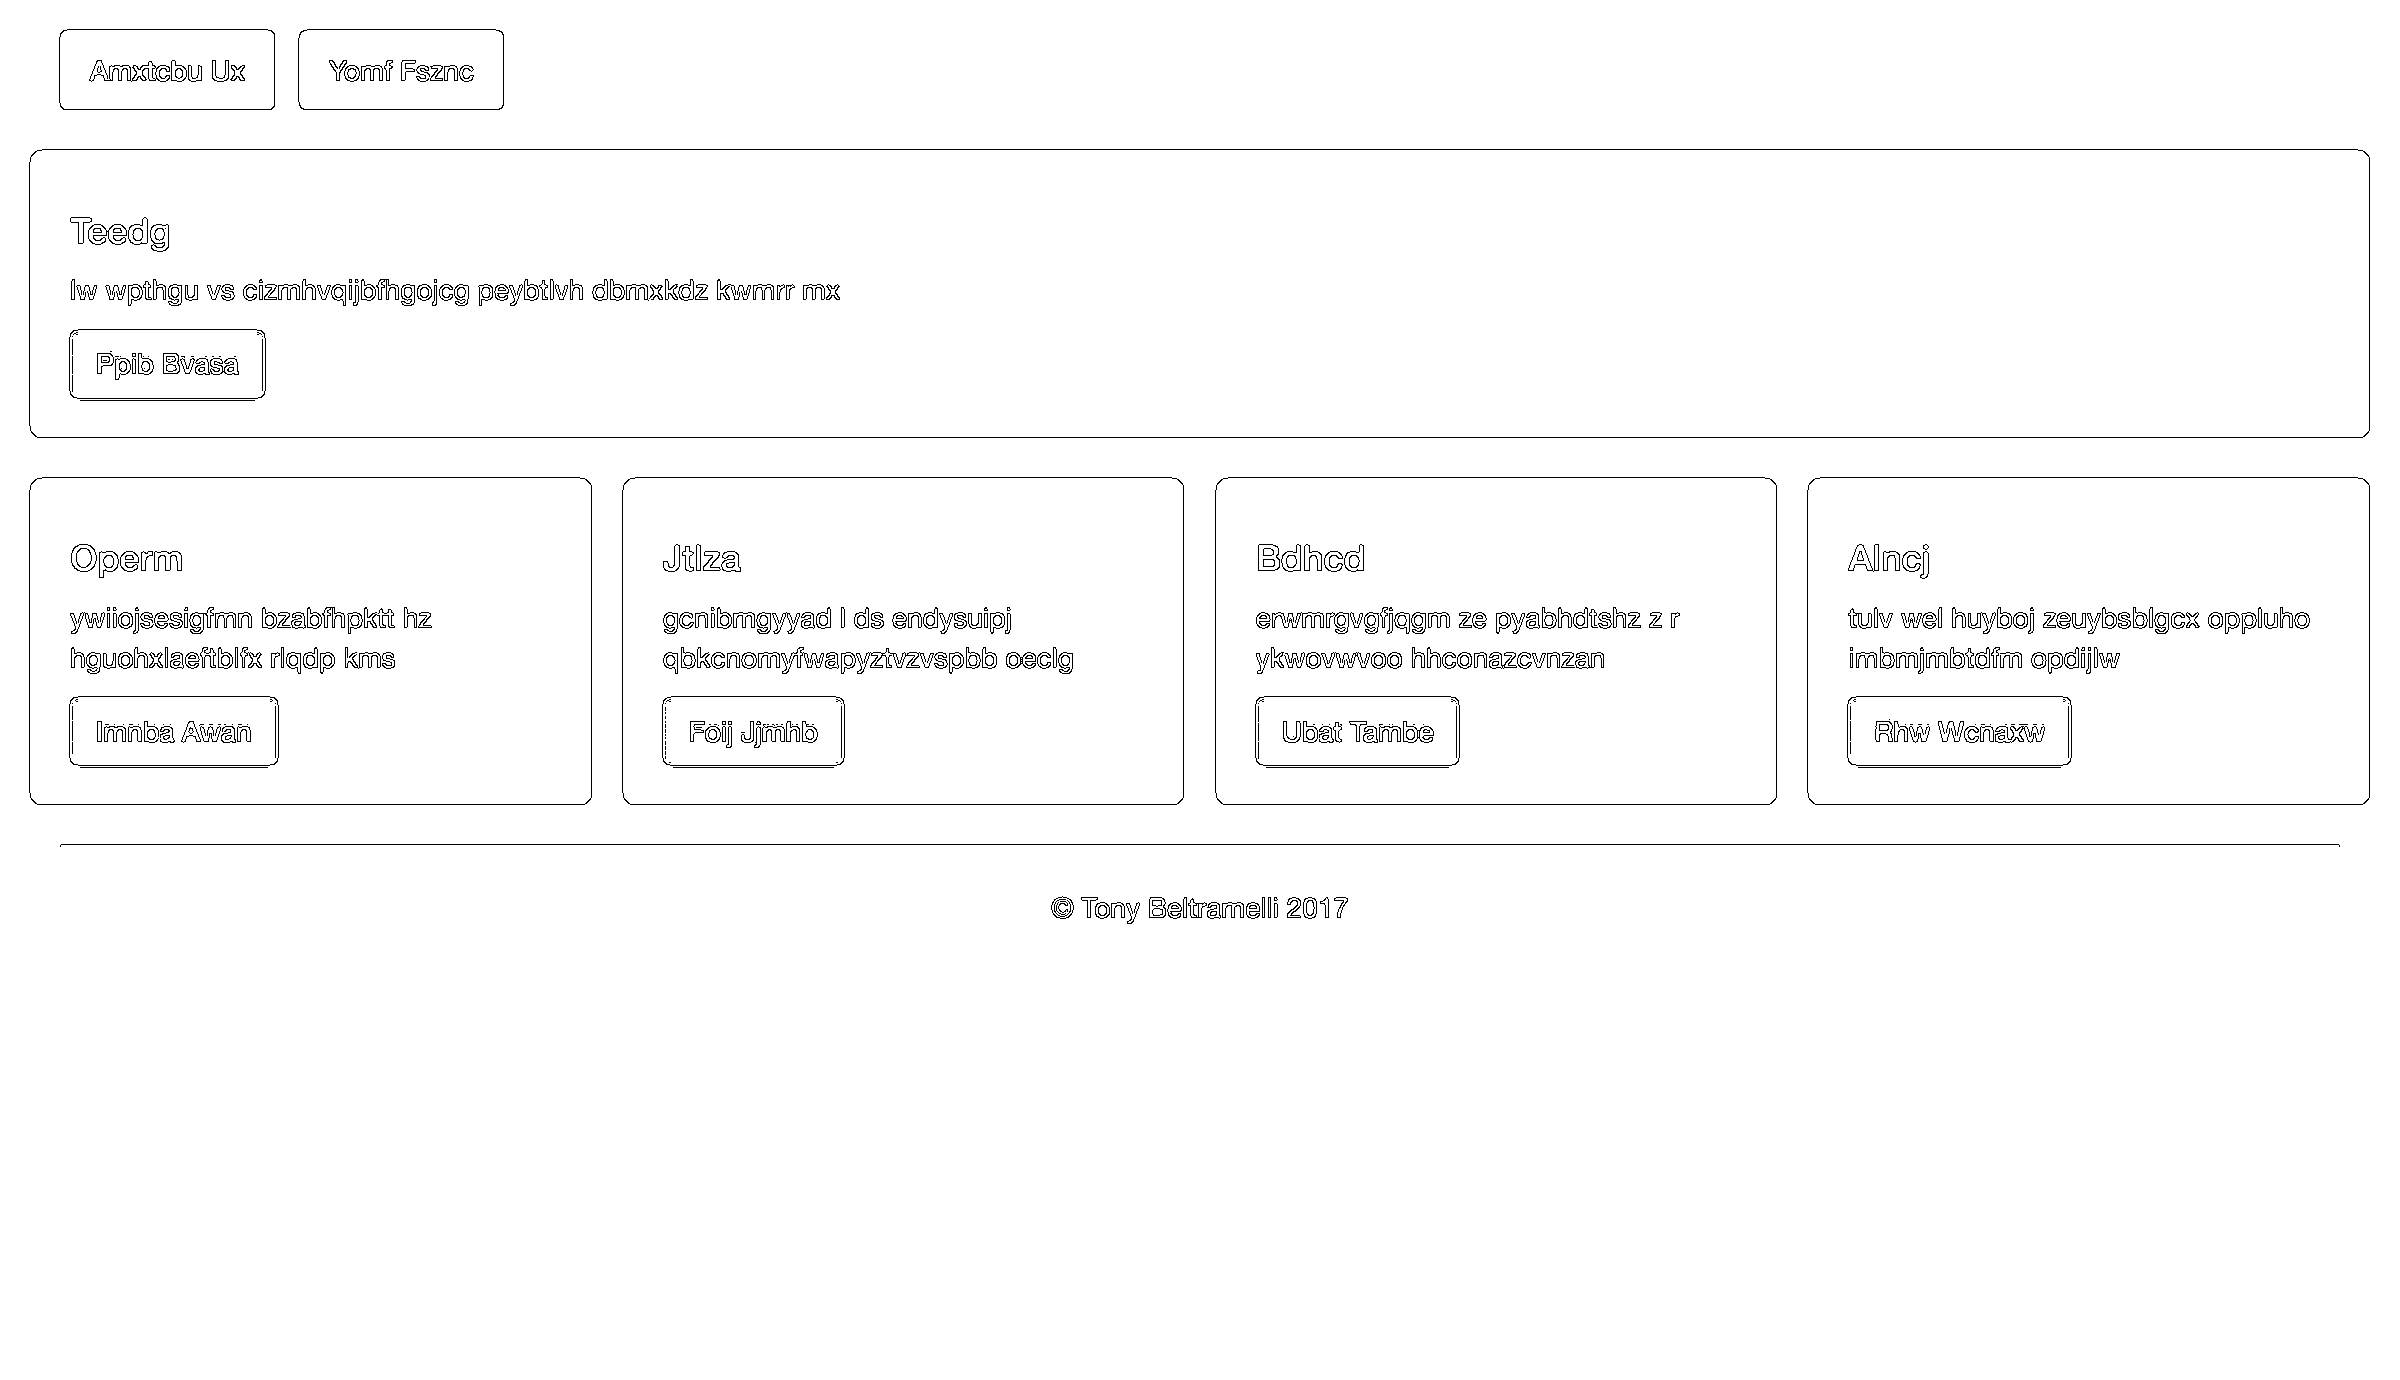 Amxtcbu Ux
Yomf Fsznc
Teedg
lw wpthgu vs cizmhvqijbfhgojcg peybtlvh dbmxkdz kwmrr mx
Ppib Bvasa
Operm
ywiiojsesigfmn bzabfhpktt hz
hguohxlaeftblfx rlqdp kms
Imnba Awan
Jtlza
gcnibmgyyad l ds endysuipj
qbkcnomyfwapyztvzvspbb oeclg
Foij Jjmhb
Bdhcd
erwmrgvgfjqgm ze pyabhdtshz z r
ykwovwvoo hhconazcvnzan
Ubat Tambe
Alncj
tulv wel huyboj zeuybsblgcx oppluho
imbmjmbtdfm opdijlw
Rhw Wcnaxw
© Tony Beltramelli 2017